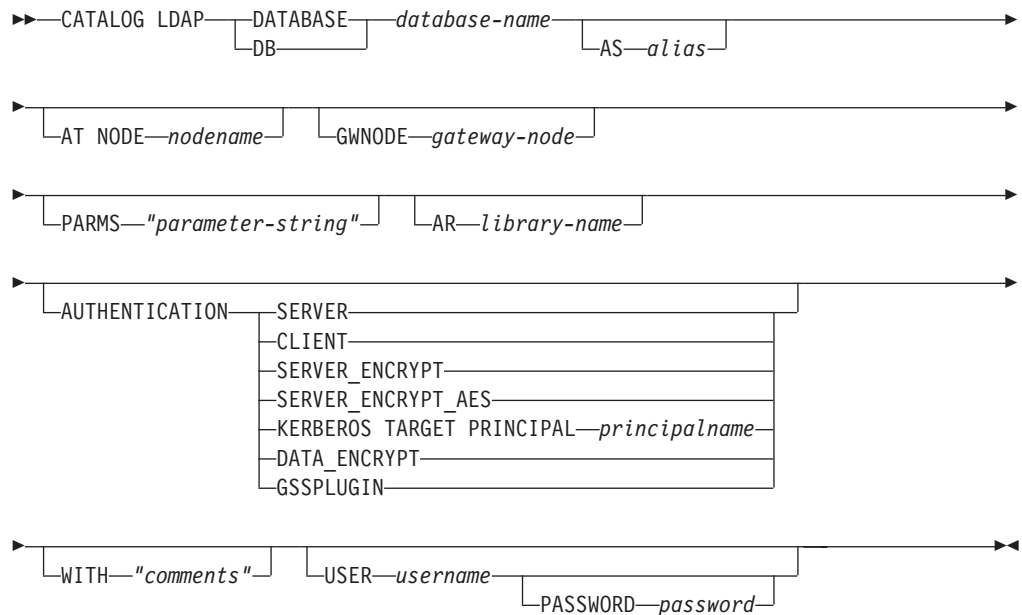 CATALOG LDAP DATABASE database-name
DB AS alias
AT NODE nodename GWNODE gateway-node
PARMS "parameter-string" AR library-name
AUTHENTICATION SERVER
CLIENT
SERVER_ENCRYPT
SERVER_ENCRYPT_AES
KERBEROS TARGET PRINCIPAL principalname
DATA_ENCRYPT
GSSPLUGIN
WITH "comments" USER username
PASSWORD password